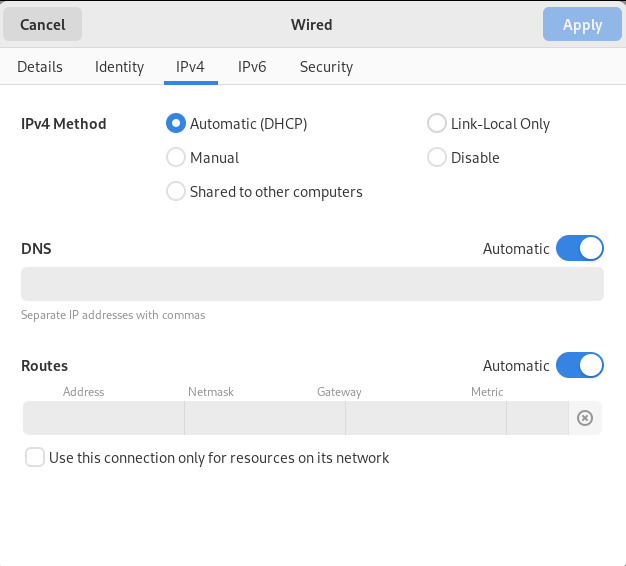 Cancel Wired Apply
Details Identity IPv4 IPv6 Security
IPv4 Method Automatic (DHCP) Link-Local Only
Manual Disable
Shared to other computers
DNS Automatic
Separate IP addresses with commas
Routes Automatic
Address Netmask Gateway Metric
Use this connection only for resources on its network